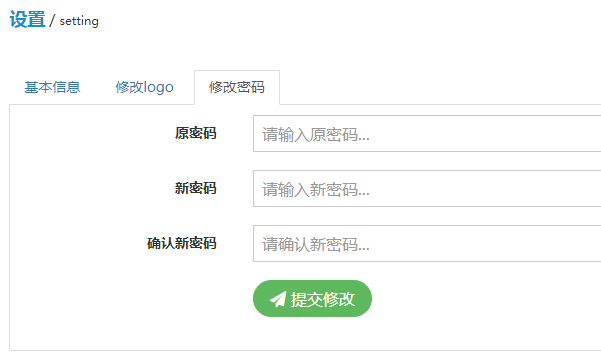 设置 / setting
基本信息 修改logo 修改密码
原密码 请输入原密码...
新密码 请输入新密码...
确认新密码 请确认新密码...
提交修改